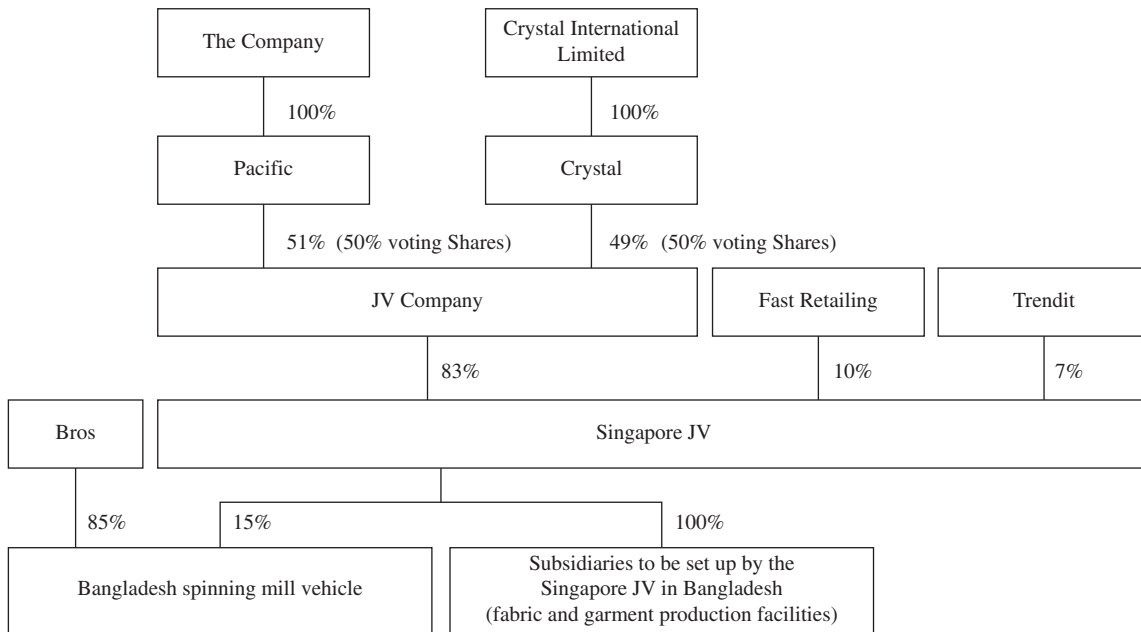 The Company
Crystal International
Limited
100%
100%
Pacific
Crystal
51% (50% voting Shares)
49% (50% voting Shares)
JV Company
Fast Retailing
Trendit
83%
10%
7%
Bros
Singapore JV
85%
15%
100%
Bangladesh spinning mill vehicle
Subsidiaries to be set up by the
Singapore JV in Bangladesh
(fabric and garment production facilities)